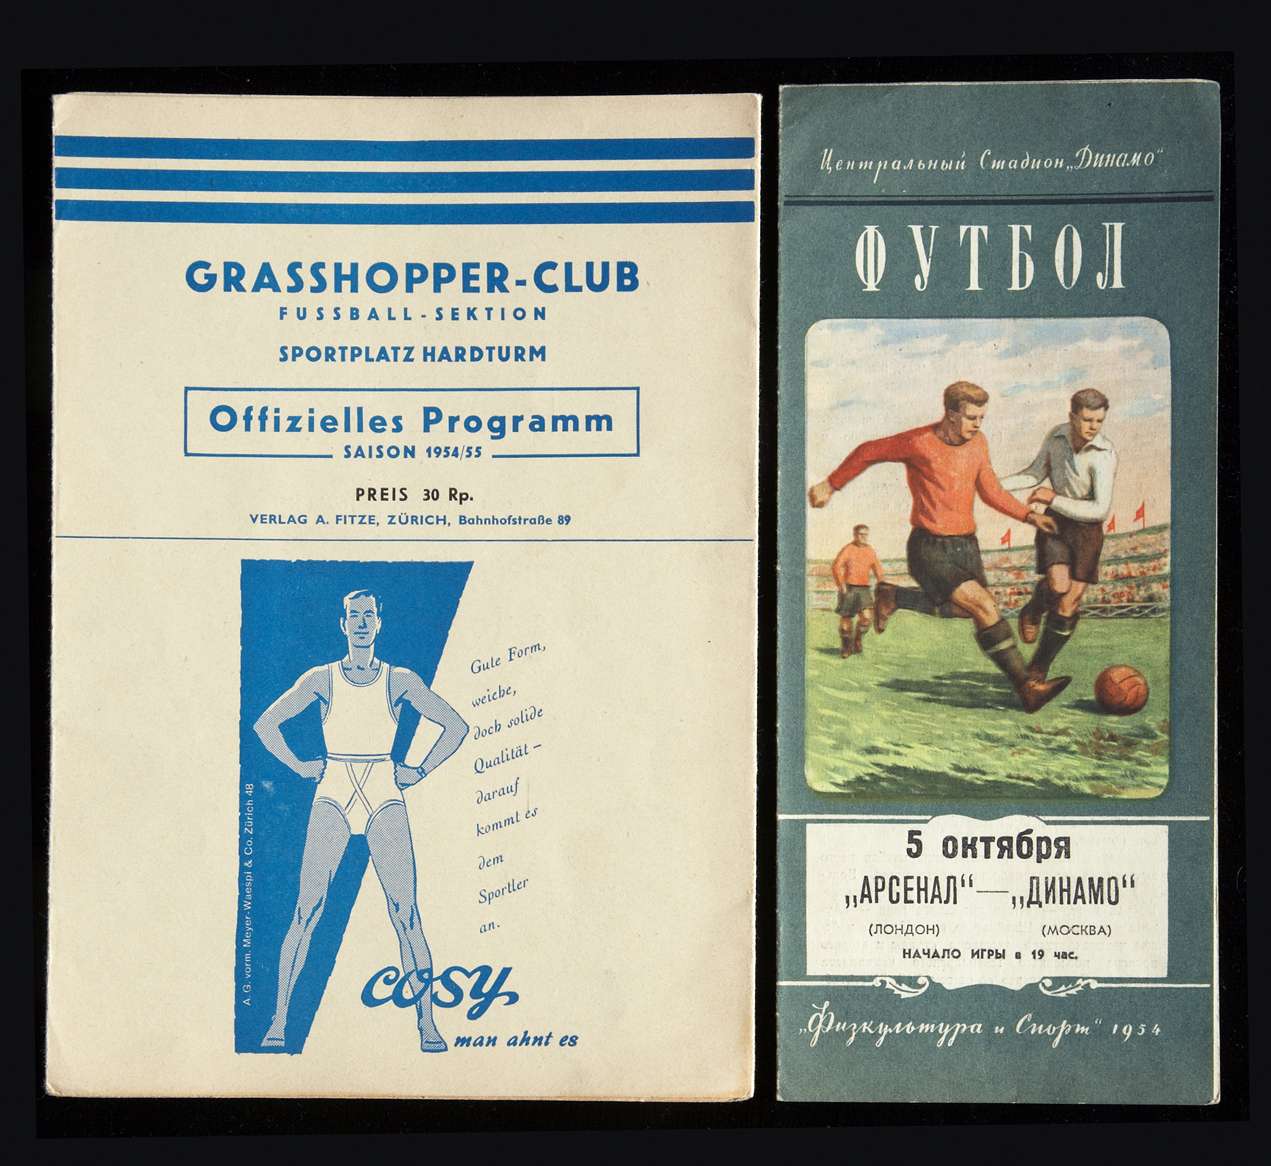 GRASSHOPPER-CLUB
FUSSBALL-SEKTION
SPORTPLATZ HARDTURM
Offizielles Programm
SAISON 1954/55
PREIS 30 Rp.
VERLAG A. FITZE, ZÜRICH, Bahnhofstraße 89
Gute Form,
weiche,
doch solide
Qualität –
darauf
kommt es
dem
Sportler
an.
A.G. vorm. Meyer-Waespi & Co. Zürich 48
cosy
man ahnt es
Центральный Стадион „Динамо“
ФУТБОЛ
5 октября
„АРСЕНАЛ“ — „ДИНАМО“
(ЛОНДОН) (МОСКВА)
НАЧАЛО ИГРЫ в 19 час.
„Физкультура и Спорт“ 1954